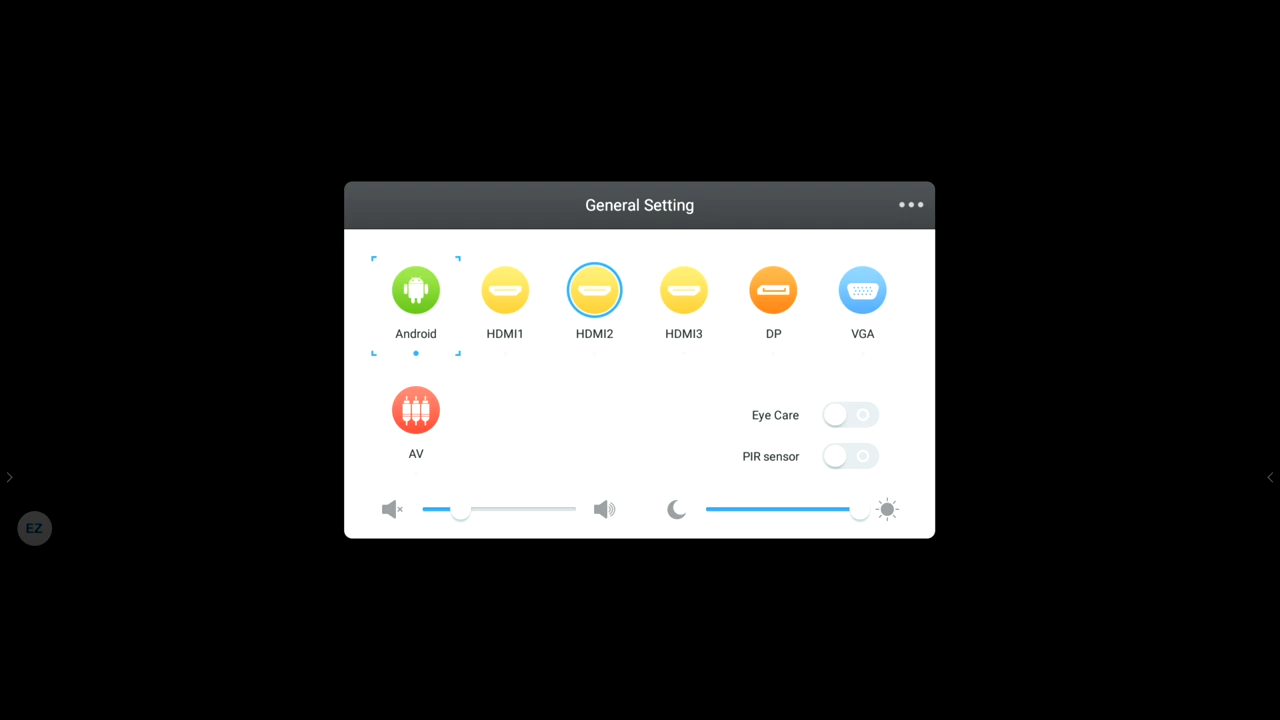 General Setting
Android
HDMI1
HDMI2
HDMI3
DP
VGA
AV
Eye Care
PIR sensor
EZ